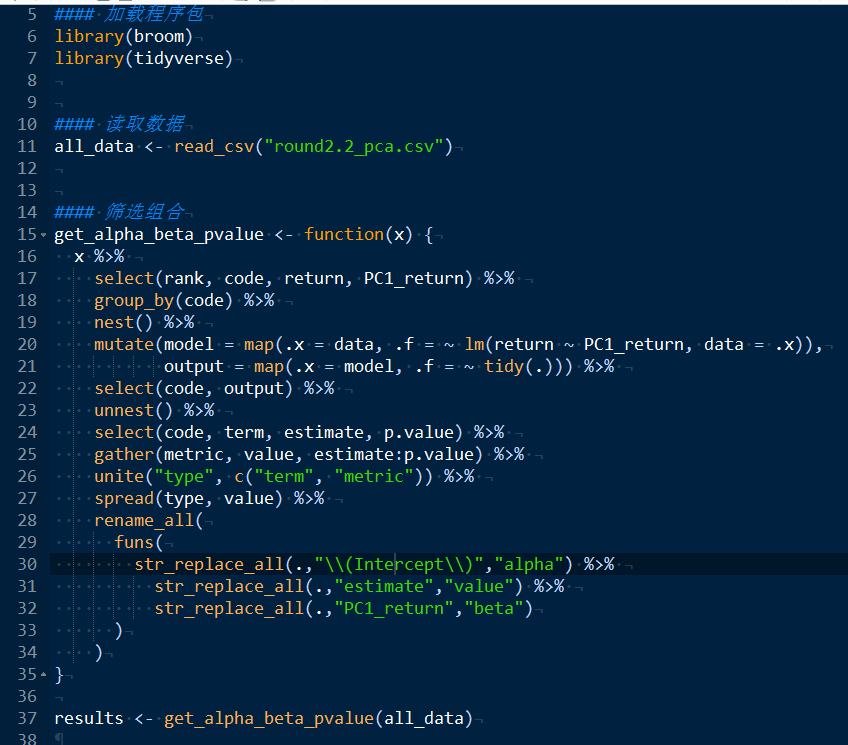 5 #### 加载程序包
6 library(broom)
7 library(tidyverse)
8
9
10 #### 读取数据
11 all_data <- read_csv("round2.2_pca.csv")
12
13
14 #### 筛选组合
15 get_alpha_beta_pvalue <- function(x) {
16   x %>%
17     select(rank, code, return, PC1_return) %>%
18     group_by(code) %>%
19     nest() %>%
20     mutate(model = map(.x = data, .f = ~ lm(return ~ PC1_return, data = .x)),
21            output = map(.x = model, .f = ~ tidy(.))) %>%
22     select(code, output) %>%
23     unnest() %>%
24     select(code, term, estimate, p.value) %>%
25     gather(metric, value, estimate:p.value) %>%
26     unite("type", c("term", "metric")) %>%
27     spread(type, value) %>%
28     rename_all(
29       funs(
30         str_replace_all(.,"\\(Intercept\\)","alpha") %>%
31           str_replace_all(.,"estimate","value") %>%
32           str_replace_all(.,"PC1_return","beta")
33       )
34     )
35 }
36
37 results <- get_alpha_beta_pvalue(all_data)
38